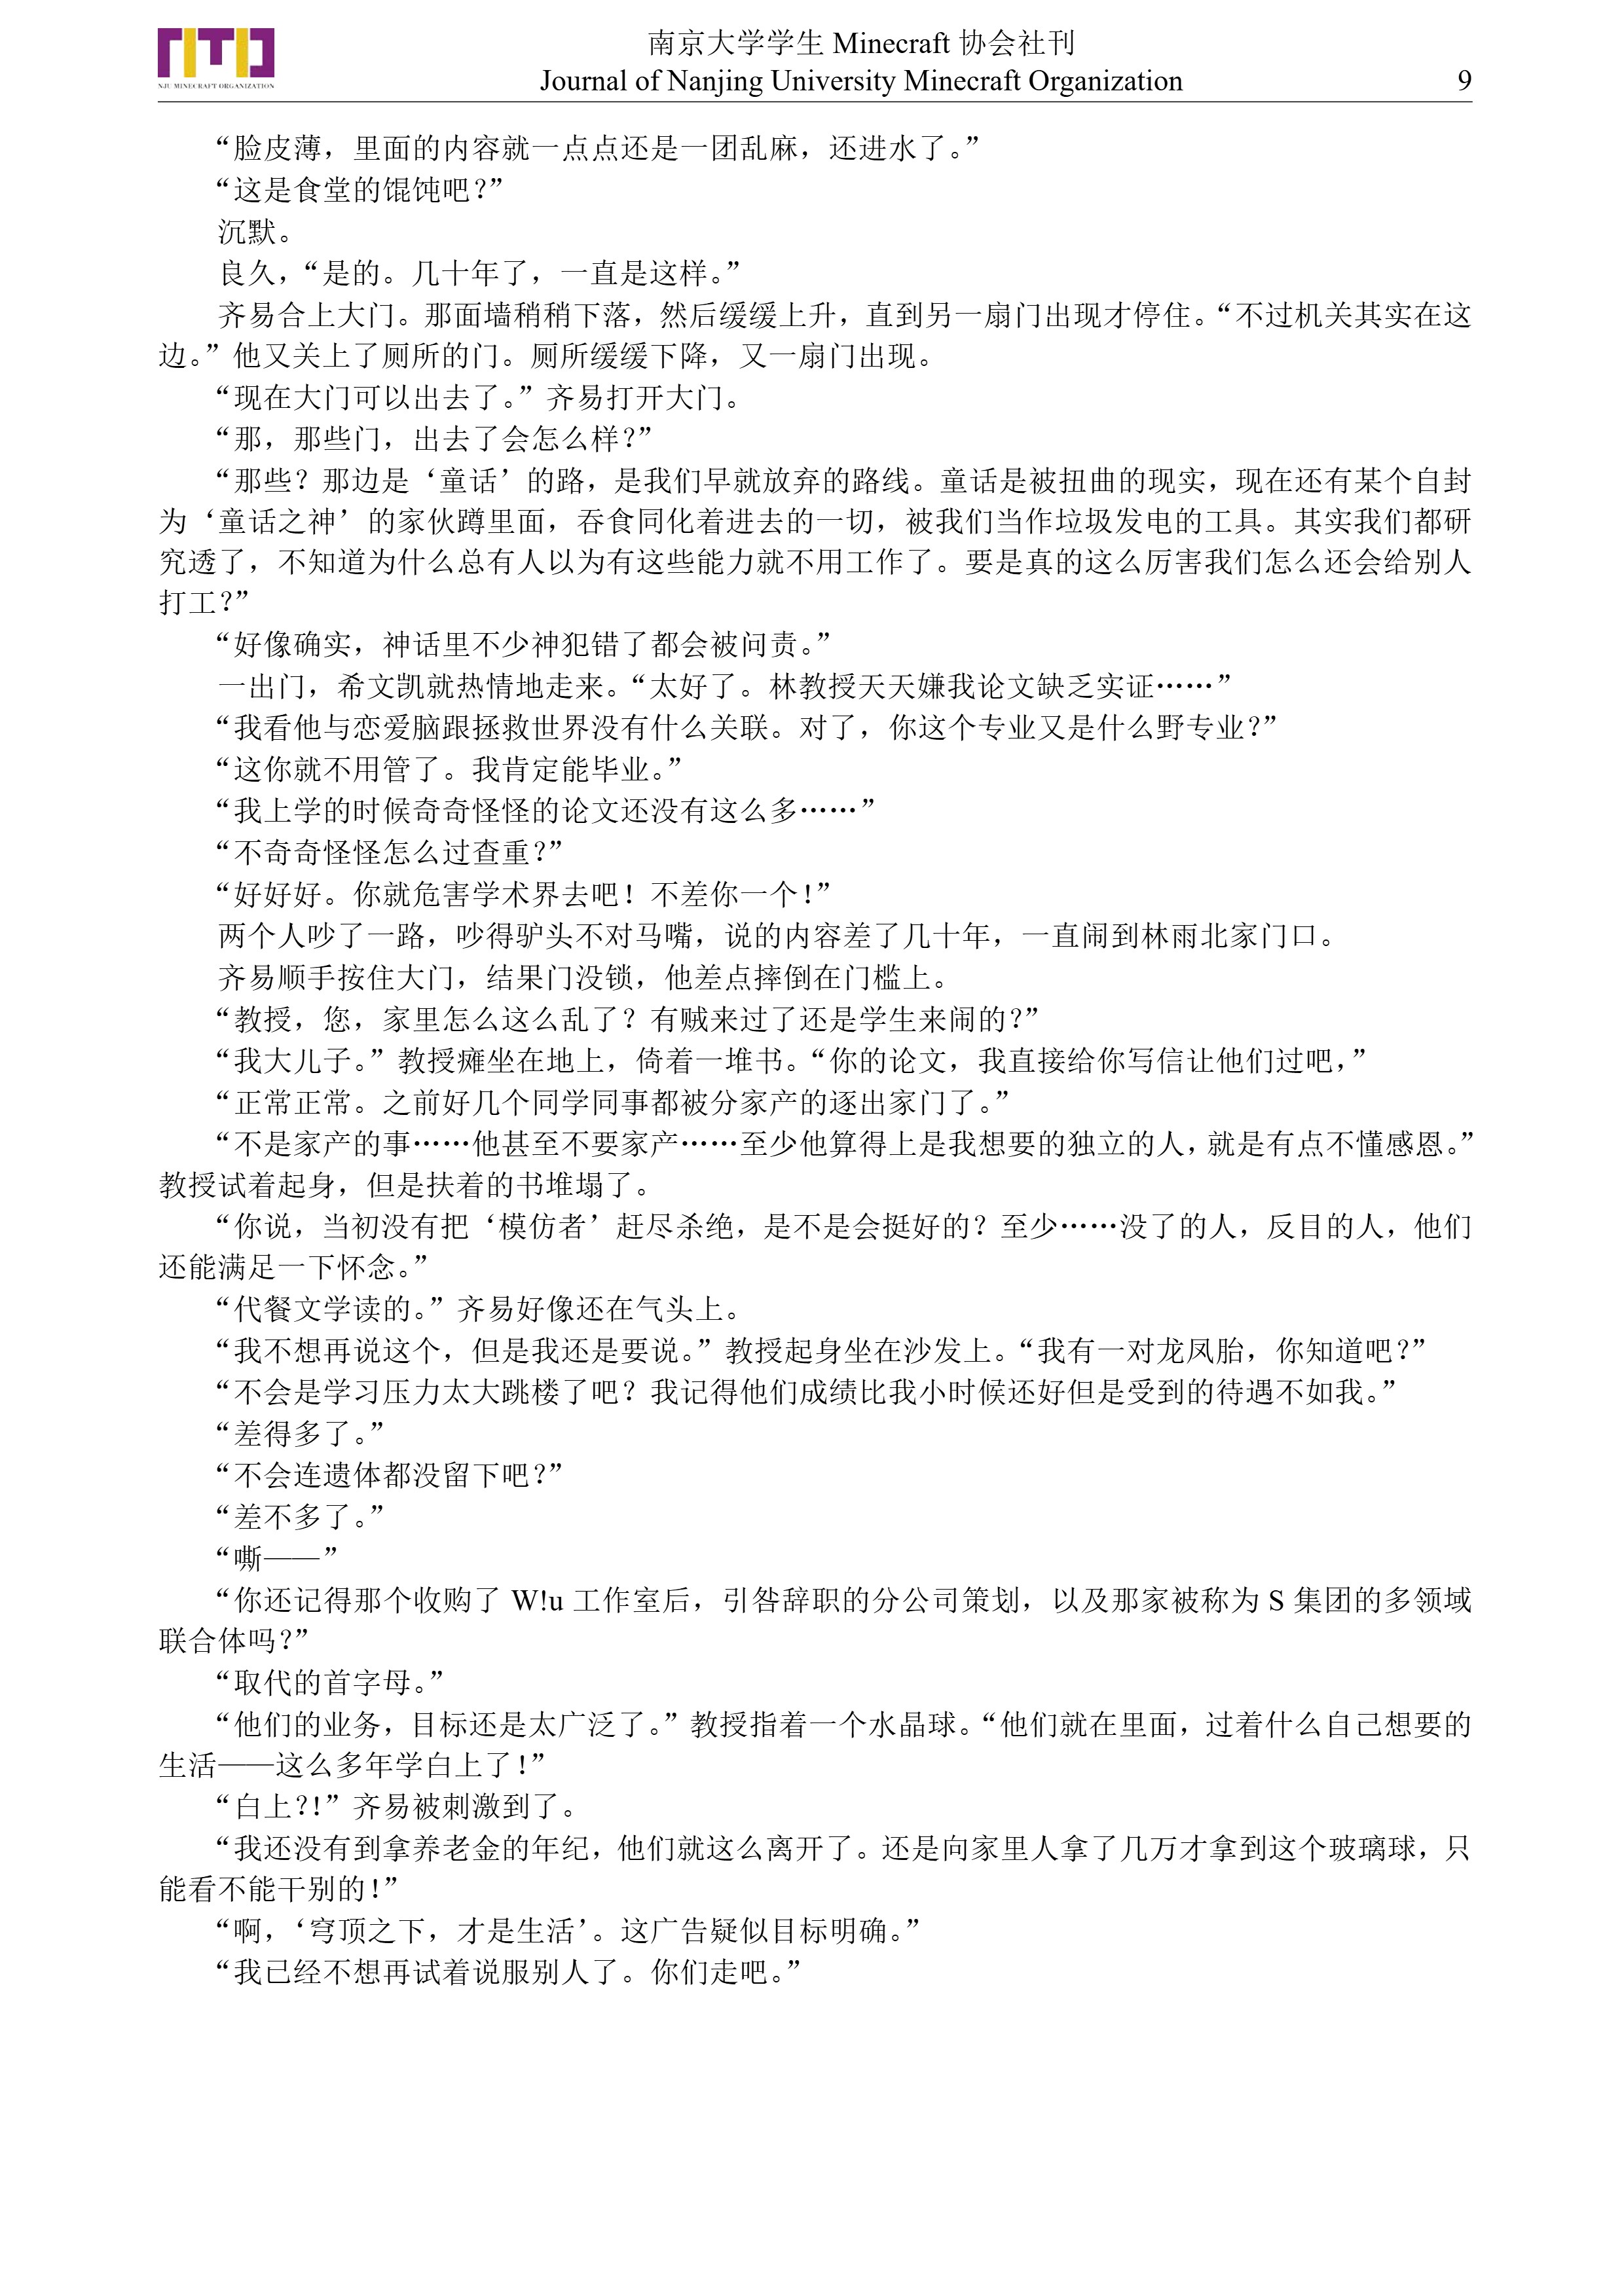 NJU MINECRAFT ORGANIZATION
南京大学学生 Minecraft 协会社刊
Journal of Nanjing University Minecraft Organization
9
“脸皮薄，里面的内容就一点点还是一团乱麻，还进水了。”
“这是食堂的馄饨吧？”
沉默。
良久，“是的。几十年了，一直是这样。”
齐易合上大门。那面墙稍稍下落，然后缓缓上升，直到另一扇门出现才停住。“不过机关其实在这
边。”他又关上了厕所的门。厕所缓缓下降，又一扇门出现。
“现在大门可以出去了。”齐易打开大门。
“那，那些门，出去了会怎么样？”
“那些？那边是‘童话’的路，是我们早就放弃的路线。童话是被扭曲的现实，现在还有某个自封
为‘童话之神’的家伙蹲里面，吞食同化着进去的一切，被我们当作垃圾发电的工具。其实我们都研
究透了，不知道为什么总有人以为有这些能力就不用工作了。要是真的这么厉害我们怎么还会给别人
打工？”
“好像确实，神话里不少神犯错了都会被问责。”
一出门，希文凯就热情地走来。“太好了。林教授天天嫌我论文缺乏实证……”
“我看他与恋爱脑跟拯救世界没有什么关联。对了，你这个专业又是什么野专业？”
“这你就不用管了。我肯定能毕业。”
“我上学的时候奇奇怪怪的论文还没有这么多……”
“不奇奇怪怪怎么过查重？”
“好好好。你就危害学术界去吧！不差你一个！”
两个人吵了一路，吵得驴头不对马嘴，说的内容差了几十年，一直闹到林雨北家门口。
齐易顺手按住大门，结果门没锁，他差点摔倒在门槛上。
“教授，您，家里怎么这么乱了？有贼来过了还是学生来闹的？”
“我大儿子。”教授瘫坐在地上，倚着一堆书。“你的论文，我直接给你写信让他们过吧，”
“正常正常。之前好几个同学同事都被分家产的逐出家门了。”
“不是家产的事……他甚至不要家产……至少他算得上是我想要的独立的人，就是有点不懂感恩。”
教授试着起身，但是扶着的书堆塌了。
“你说，当初没有把‘模仿者’赶尽杀绝，是不是会挺好的？至少……没了的人，反目的人，他们
还能满足一下怀念。”
“代餐文学读的。”齐易好像还在气头上。
“我不想再说这个，但是我还是要说。”教授起身坐在沙发上。“我有一对龙凤胎，你知道吧？”
“不会是学习压力太大跳楼了吧？我记得他们成绩比我小时候还好但是受到的待遇不如我。”
“差得多了。”
“不会连遗体都没留下吧？”
“差不多了。”
“嘶——”
“你还记得那个收购了 W!u 工作室后，引咎辞职的分公司策划，以及那家被称为 S 集团的多领域
联合体吗？”
“取代的首字母。”
“他们的业务，目标还是太广泛了。”教授指着一个水晶球。“他们就在里面，过着什么自己想要的
生活——这么多年学白上了！”
“白上？！”齐易被刺激到了。
“我还没有到拿养老金的年纪，他们就这么离开了。还是向家里人拿了几万才拿到这个玻璃球，只
能看不能干别的！”
“啊，‘穹顶之下，才是生活’。这广告疑似目标明确。”
“我已经不想再试着说服别人了。你们走吧。”